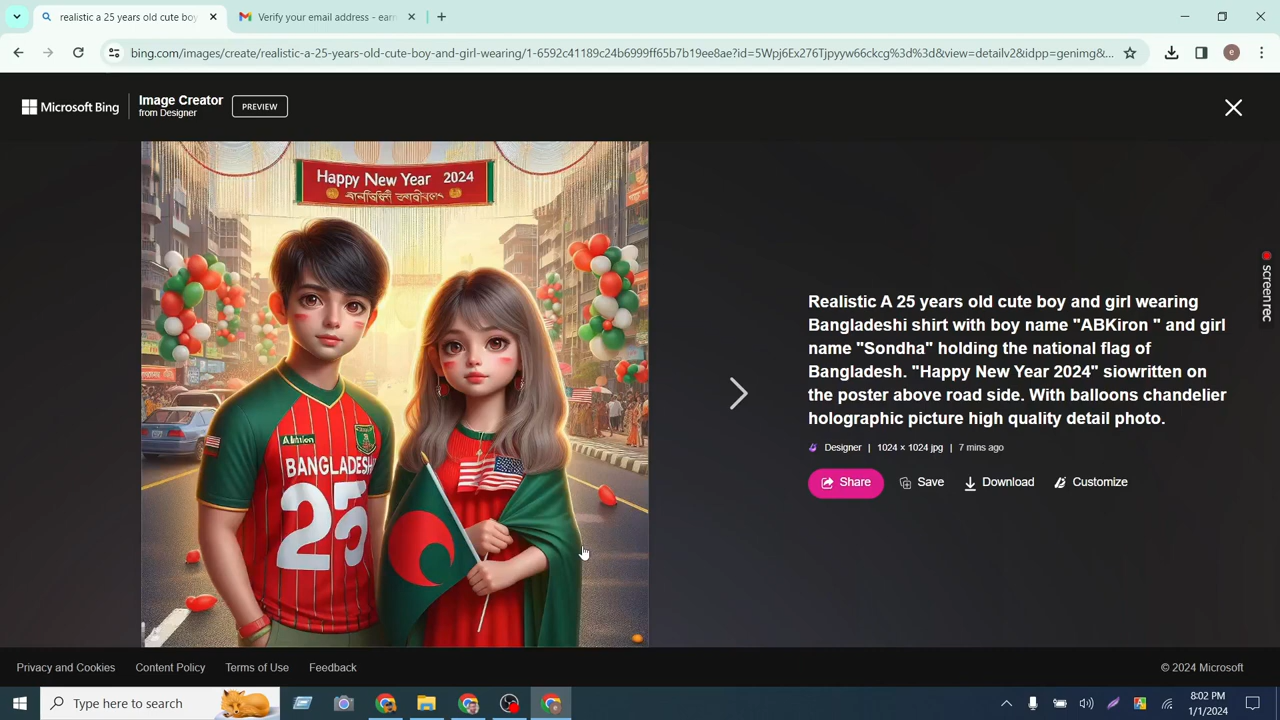 realistic a 25 years old cute boy
Verify your email address - earn
bing.com/images/create/realistic-a-25-years-old-cute-boy-and-girl-wearing/1-6592c41189c24b6999ff65b7b19ee8ae?id=5Wpj6Ex276Tjpyyw66ckcg%3d%3d&view=detailv2&idpp=genimg&...
e
Microsoft Bing
Image Creator
from Designer
PREVIEW
Happy New Year 2024
BANGLADESH
25
Realistic A 25 years old cute boy and girl wearing
Bangladeshi shirt with boy name "ABKiron " and girl
name "Sondha" holding the national flag of
Bangladesh. "Happy New Year 2024" siowritten on
the poster above road side. With balloons chandelier
holographic picture high quality detail photo.
Designer | 1024 × 1024 jpg | 7 mins ago
Share
Save
Download
Customize
screen rec
Privacy and Cookies
Content Policy
Terms of Use
Feedback
© 2024 Microsoft
Type here to search
8:02 PM
1/1/2024